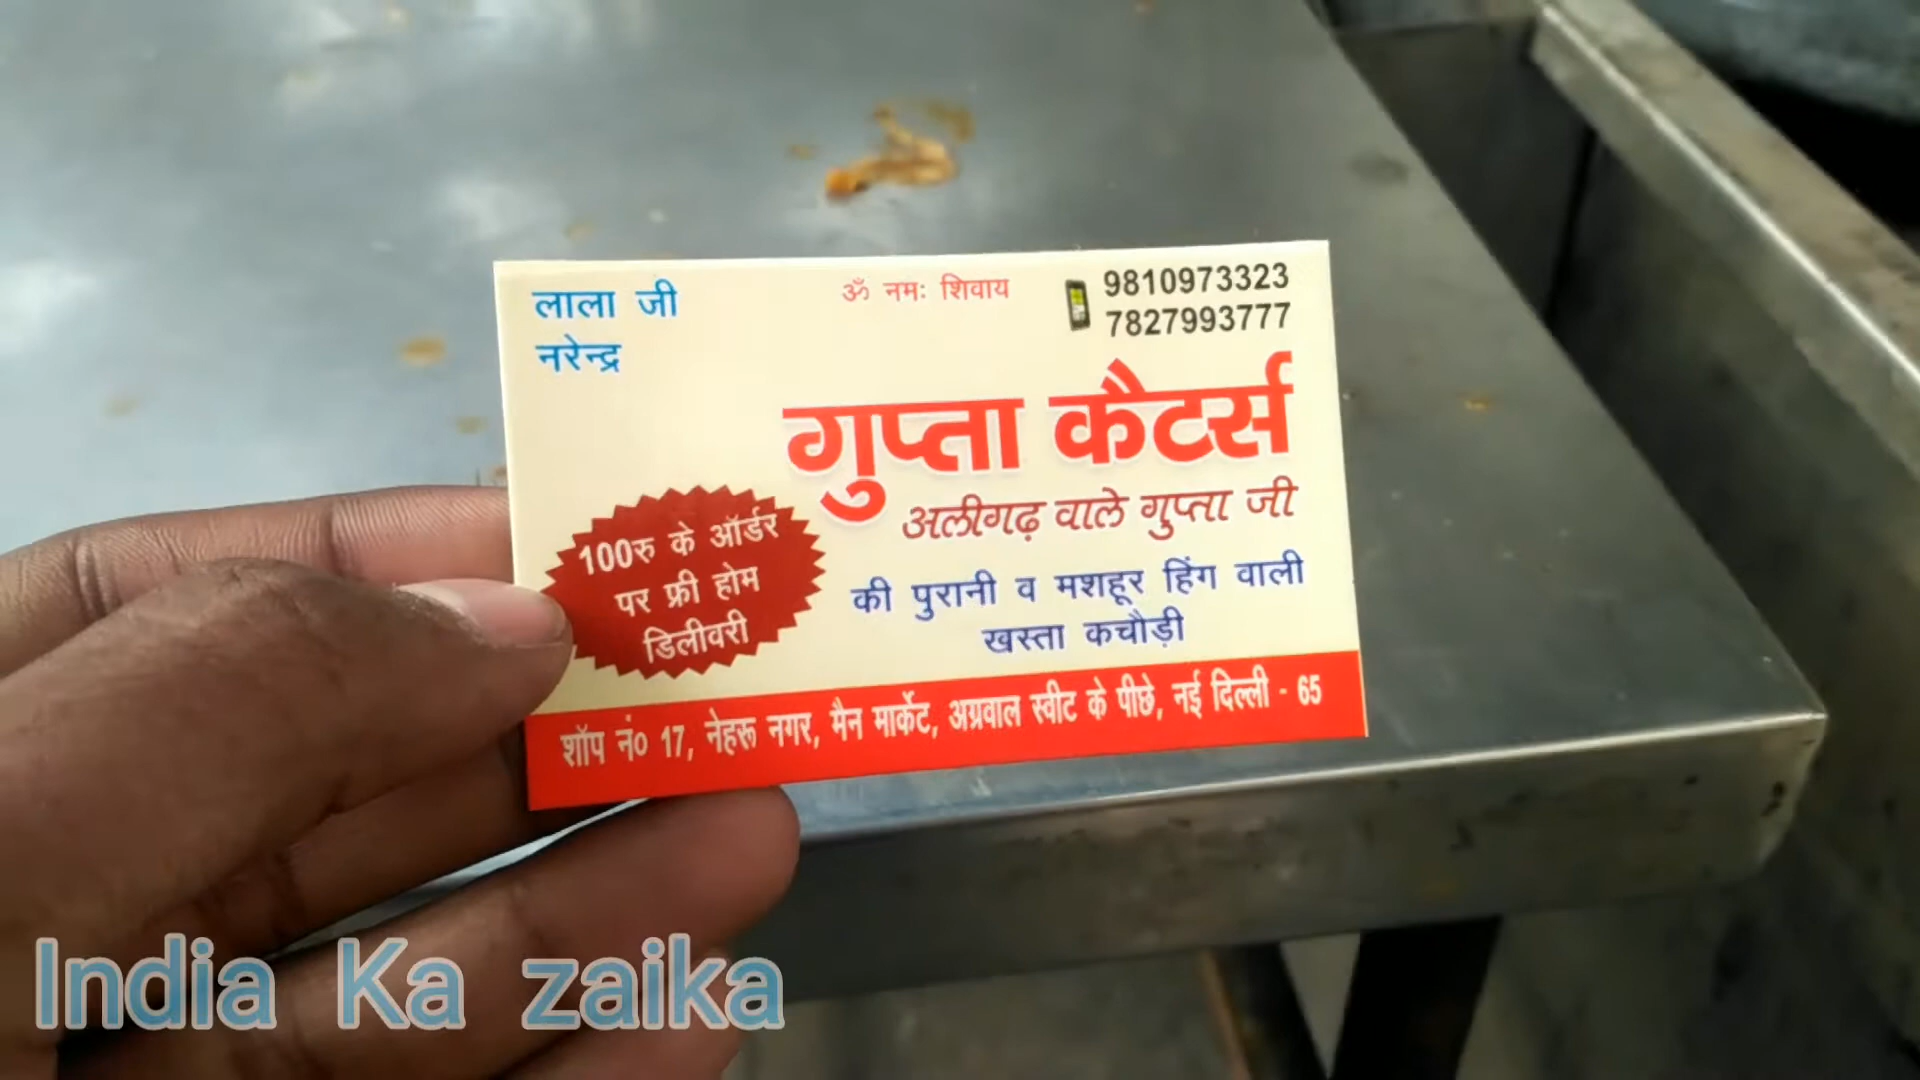 लाला जी
नरेन्द्र
ॐ नमः शिवाय
9810973323
7827993777
गुप्ता कैटर्स
अलीगढ़ वाले गुप्ता जी
की पुरानी व मशहूर हिंग वाली
खस्ता कचौड़ी
100रु के ऑर्डर
पर फ्री होम
डिलीवरी
शॉप नं० 17, नेहरू नगर, मैन मार्केट, अग्रवाल स्वीट के पीछे, नई दिल्ली - 65
India Ka zaika